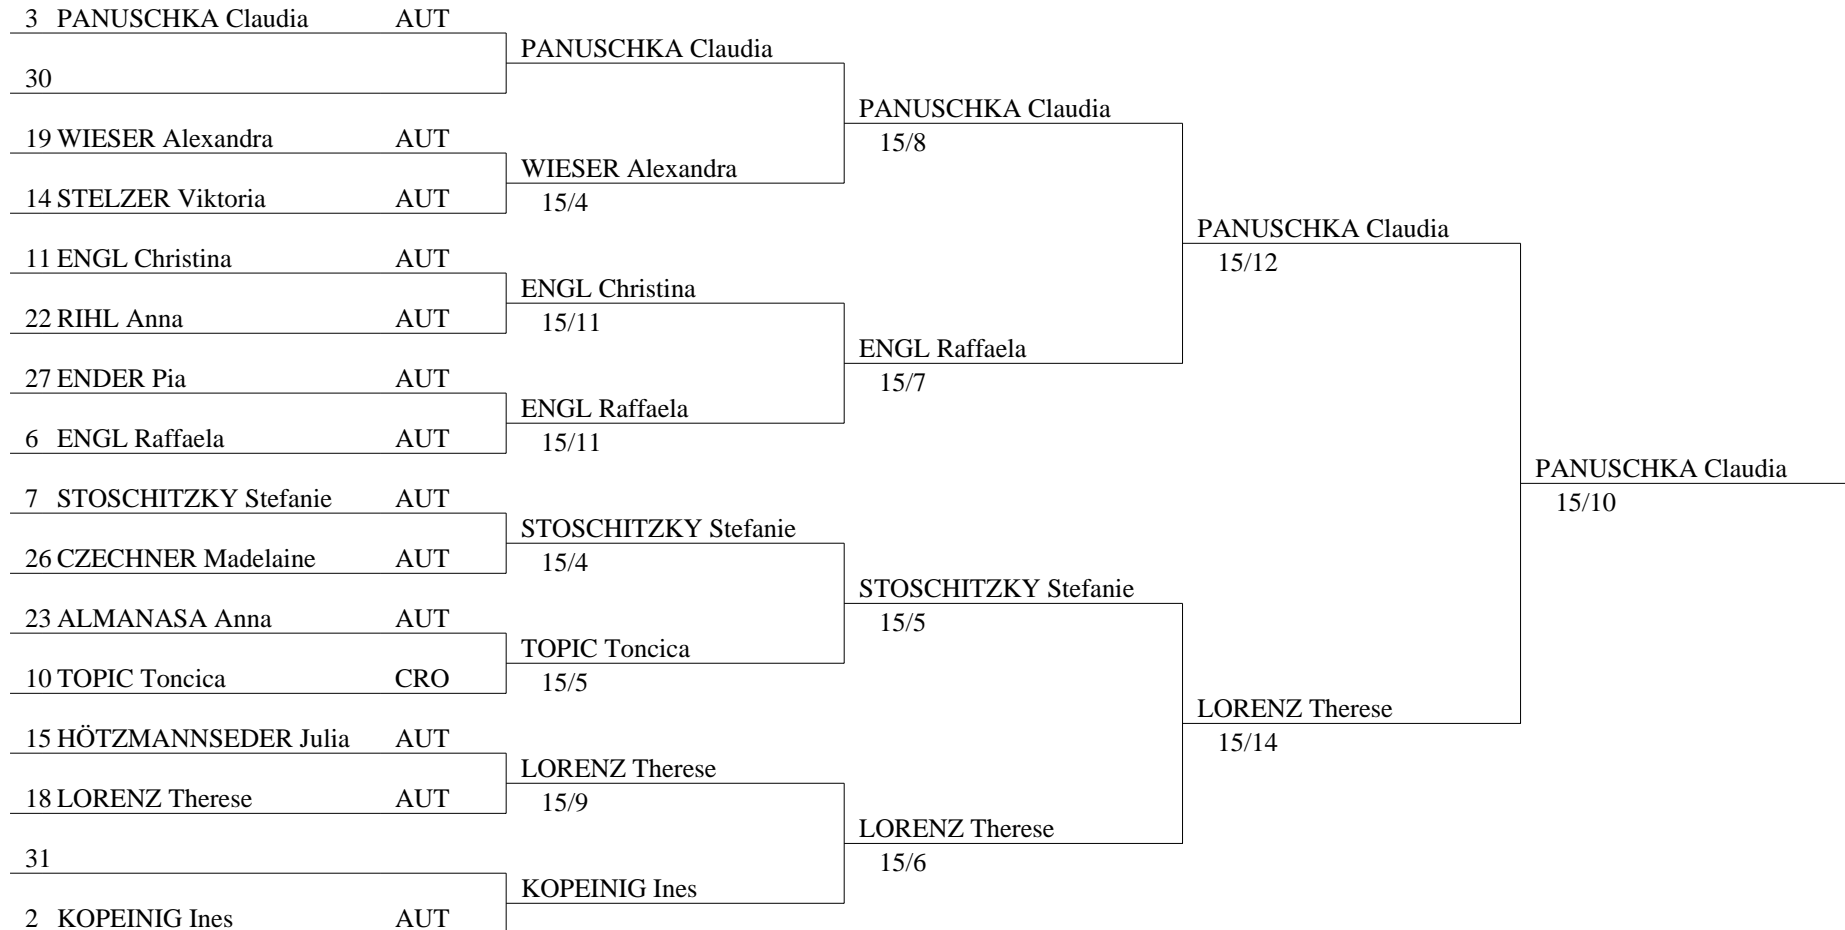 3 PANUSCHKA Claudia AUT
PANUSCHKA Claudia
30
PANUSCHKA Claudia
19 WIESER Alexandra AUT
15/8
WIESER Alexandra
14 STELZER Viktoria AUT
15/4
PANUSCHKA Claudia
11 ENGL Christina AUT
15/12
ENGL Christina
22 RIHL Anna AUT
15/11
ENGL Raffaela
27 ENDER Pia AUT
15/7
ENGL Raffaela
6 ENGL Raffaela AUT
15/11
PANUSCHKA Claudia
7 STOSCHITZKY Stefanie AUT
15/10
STOSCHITZKY Stefanie
26 CZECHNER Madelaine AUT
15/4
STOSCHITZKY Stefanie
23 ALMANASA Anna AUT
15/5
TOPIC Toncica
10 TOPIC Toncica CRO
15/5
LORENZ Therese
15 HÖTZMANNSEDER Julia AUT
15/14
LORENZ Therese
18 LORENZ Therese AUT
15/9
LORENZ Therese
31
15/6
KOPEINIG Ines
2 KOPEINIG Ines AUT